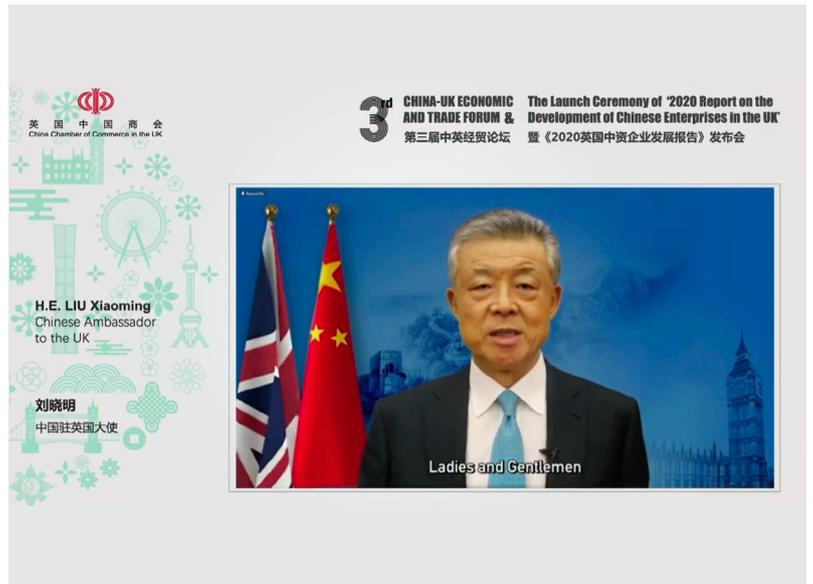 英 国 中 国 商 会
China Chamber of Commerce in the UK
3rd
CHINA-UK ECONOMIC
AND TRADE FORUM &
第三届中英经贸论坛
The Launch Ceremony of '2020 Report on the
Development of Chinese Enterprises in the UK'
暨《2020英国中资企业发展报告》发布会
H.E. LIU Xiaoming
Chinese Ambassador
to the UK
刘晓明
中国驻英国大使
Ladies and Gentlemen